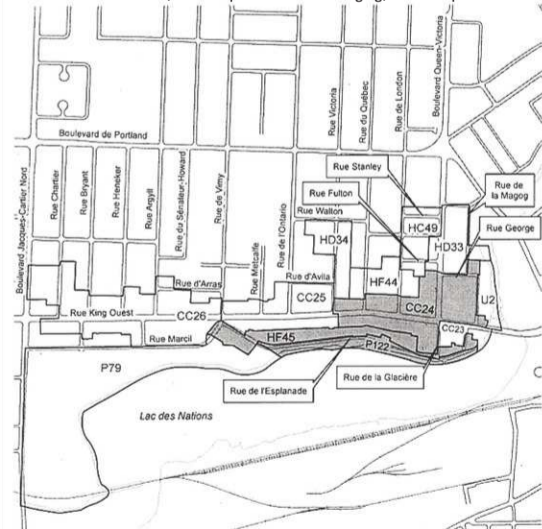 Boulevard de Portland
Boulevard Jacques-Cartier Nord
Rue Chartier
Rue Bryant
Rue Heneker
Rue Argyll
Rue du Sénateur-Howard
Rue de Vimy
Rue Metcalfe
Rue de l'Ontario
Rue Victoria
Rue du Québec
Rue de London
Boulevard Queen-Victoria
Rue Stanley
Rue Fulton
Rue Walton
Rue de
la Magog
Rue George
HC49
HD34
HD33
HF44
Rue d'Arras
Rue d'Avila
CC25
CC24
U2
Rue King Ouest
CC26
CC23
Rue Marcil
HF45
P122
P79
Rue de l'Esplanade
Rue de la Glacière
Lac des Nations